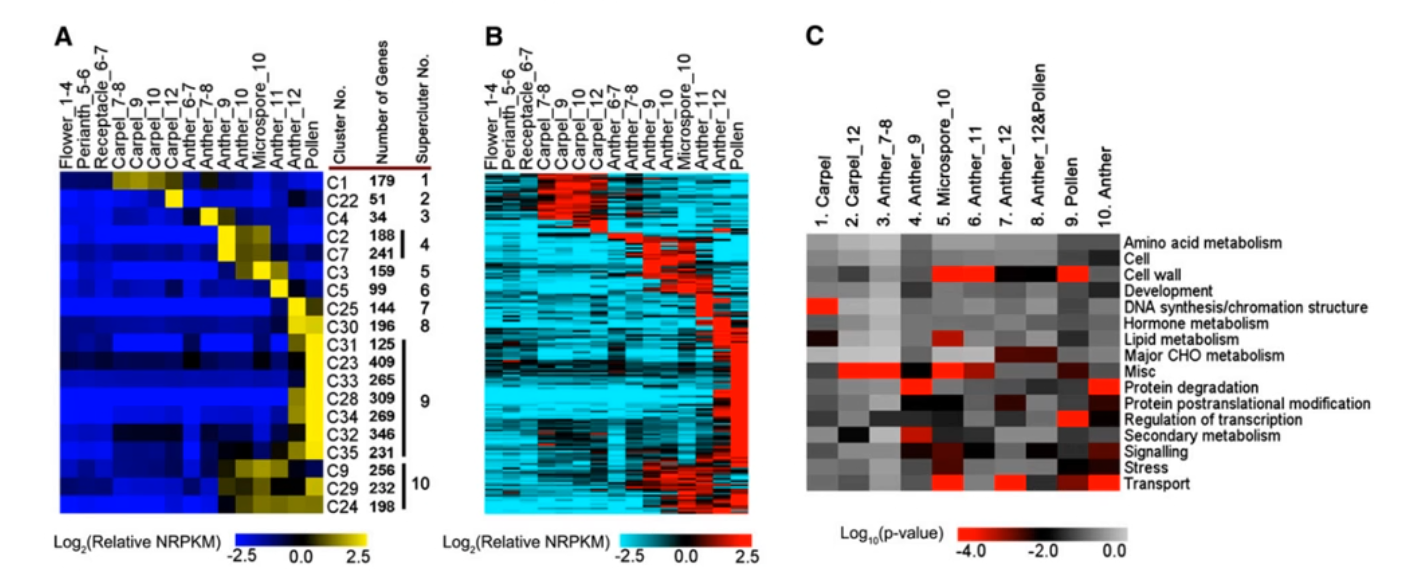 A
Flower_1-4
Perianth_5-6
Receptacle_6-7
Carpel_7-8
Carpel_9
Carpel_10
Carpel_12
Anther_6-7
Anther_7-8
Anther_9
Anther_10
Microspore_10
Anther_11
Anther_12
Pollen
Cluster No.
Number of Genes
Supercluter No.
C1 179 1
C22 51 2
C4 34 3
C2 188
C7 241
4
C3 159 5
C5 99 6
C25 144 7
C30 196 8
C31 125
C23 409
C33 265
C28 309
9
C34 269
C32 346
C35 231
C9 256
C29 232 10
C24 198
Log2(Relative NRPKM)
-2.5 0.0 2.5
B
Flower_1-4
Perianth_5-6
Receptacle_6-7
Carpel_7-8
Carpel_9
Carpel_10
Carpel_12
Anther_6-7
Anther_7-8
Anther_9
Anther_10
Microspore_10
Anther_11
Anther_12
Pollen
Log2(Relative NRPKM)
-2.5 0.0 2.5
C
1. Carpel
2. Carpel_12
3. Anther_7-8
4. Anther_9
5. Microspore_10
6. Anther_11
7. Anther_12
8. Anther_12&Pollen
9. Pollen
10. Anther
Amino acid metabolism
Cell
Cell wall
Development
DNA synthesis/chromation structure
Hormone metabolism
Lipid metabolism
Major CHO metabolism
Misc
Protein degradation
Protein postranslational modification
Regulation of transcription
Secondary metabolism
Signalling
Stress
Transport
Log10(p-value)
-4.0 -2.0 0.0